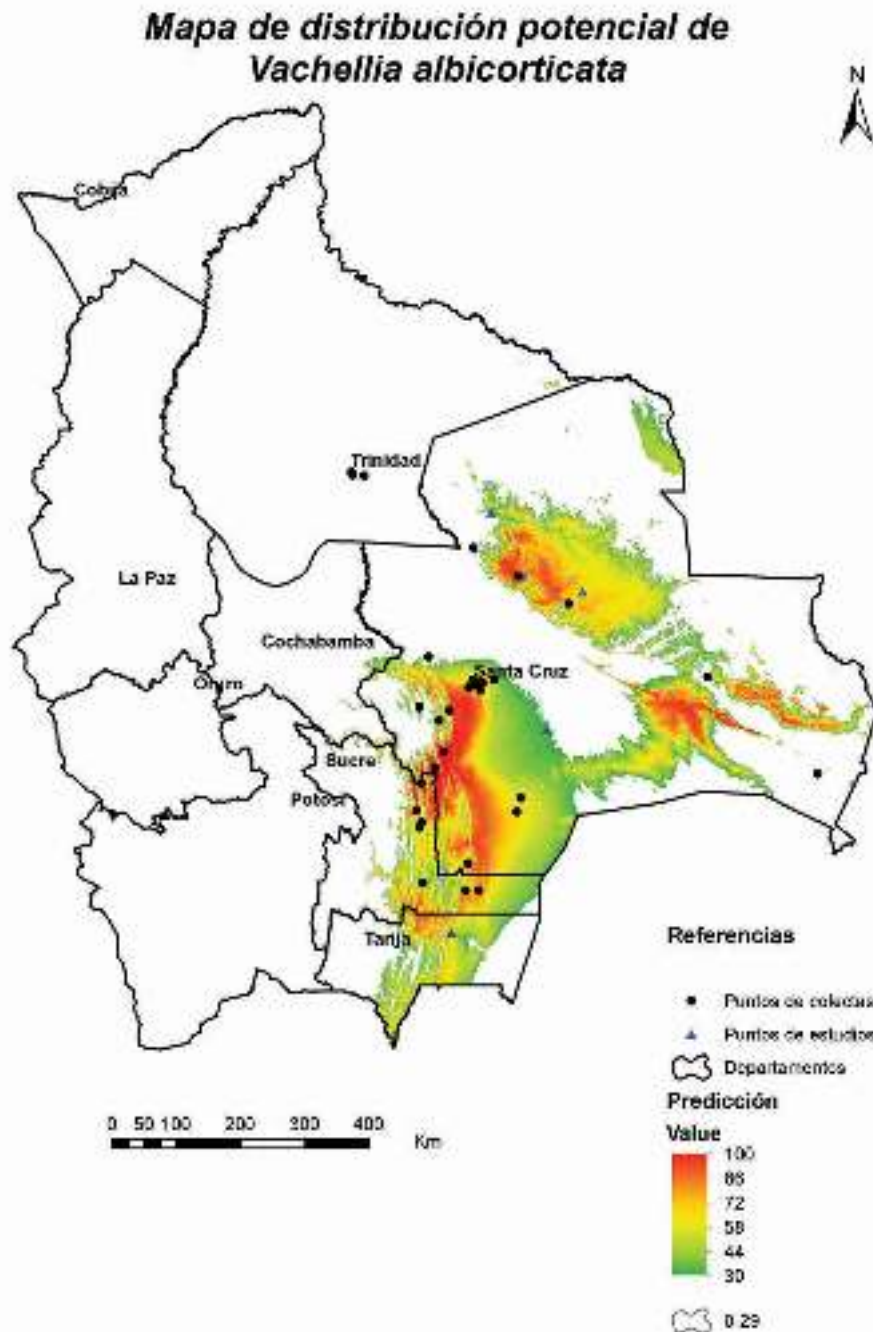 Mapa de distribución potencial de
Vachellia albicorticata
N
Cobija
Trinidad
La Paz
Cochabamba
Santa Cruz
Oruro
Sucre
Potosí
Tarija
Referencias
Puntos de colectas
Puntos de estudios
Departamentos
Predicción
Value
100
86
72
58
44
30
0 29
0 50 100 200 300 400
Km